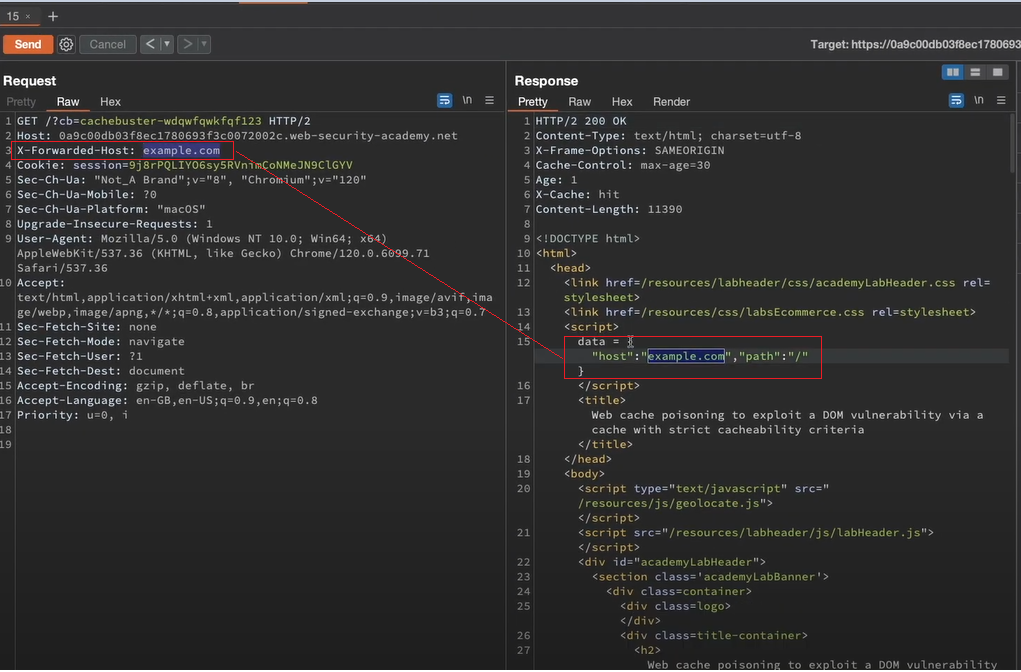 15 × +
Send Cancel < ▼ > ▼ Target: https://0a9c00db03f8ec1780693
Request
Pretty Raw Hex \n ≡
1 GET /?cb=cachebuster-wdqwfqwkfqf123 HTTP/2
2 Host: 0a9c00db03f8ec1780693f3c0072002c.web-security-academy.net
3 X-Forwarded-Host: example.com
4 Cookie: session=9j8rPQLIYO6sy5RVnimCoNMeJN9ClGYV
5 Sec-Ch-Ua: "Not_A Brand";v="8", "Chromium";v="120"
6 Sec-Ch-Ua-Mobile: ?0
7 Sec-Ch-Ua-Platform: "macOS"
8 Upgrade-Insecure-Requests: 1
9 User-Agent: Mozilla/5.0 (Windows NT 10.0; Win64; x64)
AppleWebKit/537.36 (KHTML, like Gecko) Chrome/120.0.6099.71
Safari/537.36
10 Accept:
text/html,application/xhtml+xml,application/xml;q=0.9,image/avif,ima
ge/webp,image/apng,*/*;q=0.8,application/signed-exchange;v=b3;q=0.7
11 Sec-Fetch-Site: none
12 Sec-Fetch-Mode: navigate
13 Sec-Fetch-User: ?1
14 Sec-Fetch-Dest: document
15 Accept-Encoding: gzip, deflate, br
16 Accept-Language: en-GB,en-US;q=0.9,en;q=0.8
17 Priority: u=0, i
18
19
Response
Pretty Raw Hex Render \n ≡
1 HTTP/2 200 OK
2 Content-Type: text/html; charset=utf-8
3 X-Frame-Options: SAMEORIGIN
4 Cache-Control: max-age=30
5 Age: 1
6 X-Cache: hit
7 Content-Length: 11390
8
9 <!DOCTYPE html>
10 <html>
11 <head>
12 <link href=/resources/labheader/css/academyLabHeader.css rel=
stylesheet>
13 <link href=/resources/css/labsEcommerce.css rel=stylesheet>
14 <script>
15 data = {
"host":"example.com","path":"/"
}
16 </script>
17 <title>
Web cache poisoning to exploit a DOM vulnerability via a
cache with strict cacheability criteria
</title>
18 </head>
19 <body>
20 <script type="text/javascript" src="
/resources/js/geolocate.js">
</script>
21 <script src="/resources/labheader/js/labHeader.js">
</script>
22 <div id="academyLabHeader">
23 <section class='academyLabBanner'>
24 <div class=container>
25 <div class=logo>
</div>
26 <div class=title-container>
27 <h2>
Web cache poisoning to exploit a DOM vulnerability